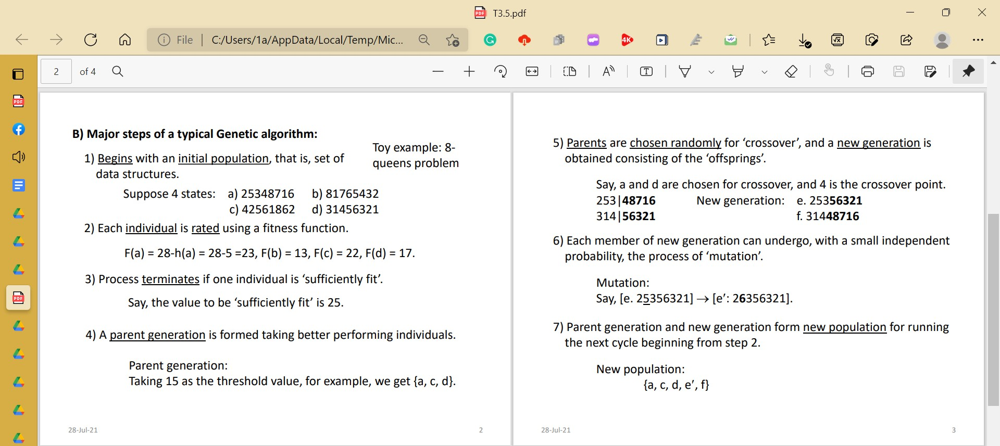 T3.5.pdf
File | C:/Users/1a/AppData/Local/Temp/Mic...
4K
2 of 4
B) Major steps of a typical Genetic algorithm:
Toy example: 8-
queens problem
1) Begins with an initial population, that is, set of
data structures.
Suppose 4 states: a) 25348716 b) 81765432
c) 42561862 d) 31456321
2) Each individual is rated using a fitness function.
F(a) = 28-h(a) = 28-5 =23, F(b) = 13, F(c) = 22, F(d) = 17.
3) Process terminates if one individual is ‘sufficiently fit’.
Say, the value to be ‘sufficiently fit’ is 25.
4) A parent generation is formed taking better performing individuals.
Parent generation:
Taking 15 as the threshold value, for example, we get {a, c, d}.
28-Jul-21 2
5) Parents are chosen randomly for ‘crossover’, and a new generation is
obtained consisting of the ‘offsprings’.
Say, a and d are chosen for crossover, and 4 is the crossover point.
253|48716 New generation: e. 25356321
314|56321 f. 31448716
6) Each member of new generation can undergo, with a small independent
probability, the process of ‘mutation’.
Mutation:
Say, [e. 25356321] → [e′: 26356321].
7) Parent generation and new generation form new population for running
the next cycle beginning from step 2.
New population:
{a, c, d, e′, f}
28-Jul-21 3